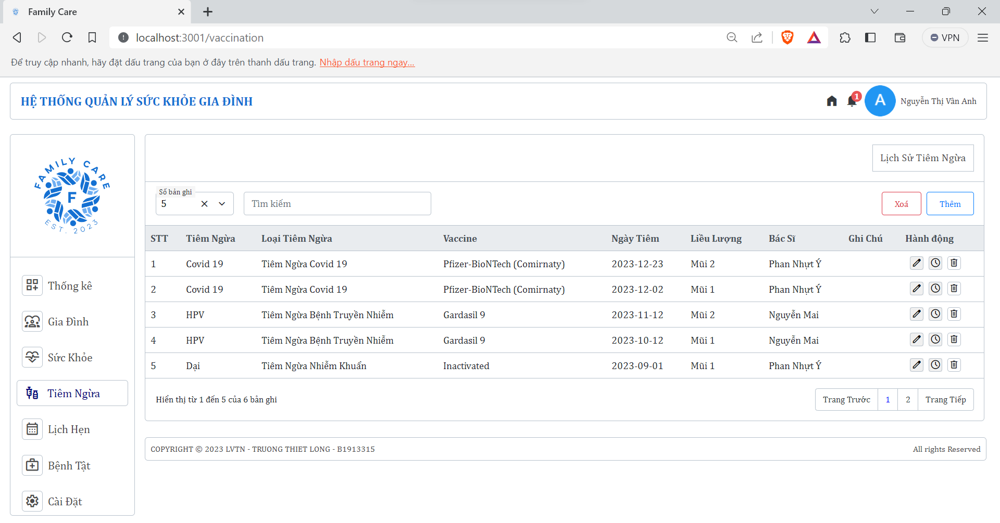 Family Care
localhost:3001/vaccination
VPN
Để truy cập nhanh, hãy đặt dấu trang của bạn ở đây trên thanh dấu trang. Nhập dấu trang ngay...
HỆ THỐNG QUẢN LÝ SỨC KHỎE GIA ĐÌNH
1
A
Nguyễn Thị Vân Anh
FAMILY CARE
F
EST. 2023
Thống kê
Gia Đình
Sức Khỏe
Tiêm Ngừa
Lịch Hẹn
Bệnh Tật
Cài Đặt
Lịch Sử Tiêm Ngừa
Số bản ghi
5
Tìm kiếm
Xoá
Thêm
STT Tiêm Ngừa Loại Tiêm Ngừa Vaccine Ngày Tiêm Liều Lượng Bác Sĩ Ghi Chú Hành động
1 Covid 19 Tiêm Ngừa Covid 19 Pfizer-BioNTech (Comirnaty) 2023-12-23 Mũi 2 Phan Nhựt Ý
2 Covid 19 Tiêm Ngừa Covid 19 Pfizer-BioNTech (Comirnaty) 2023-12-02 Mũi 1 Phan Nhựt Ý
3 HPV Tiêm Ngừa Bệnh Truyền Nhiễm Gardasil 9 2023-11-12 Mũi 2 Nguyễn Mai
4 HPV Tiêm Ngừa Bệnh Truyền Nhiễm Gardasil 9 2023-10-12 Mũi 1 Nguyễn Mai
5 Dại Tiêm Ngừa Nhiễm Khuẩn Inactivated 2023-09-01 Mũi 1 Phan Nhựt Ý
Hiển thị từ 1 đến 5 của 6 bản ghi
Trang Trước 1 2 Trang Tiếp
COPYRIGHT © 2023 LVTN - TRUONG THIET LONG - B1913315
All rights Reserved